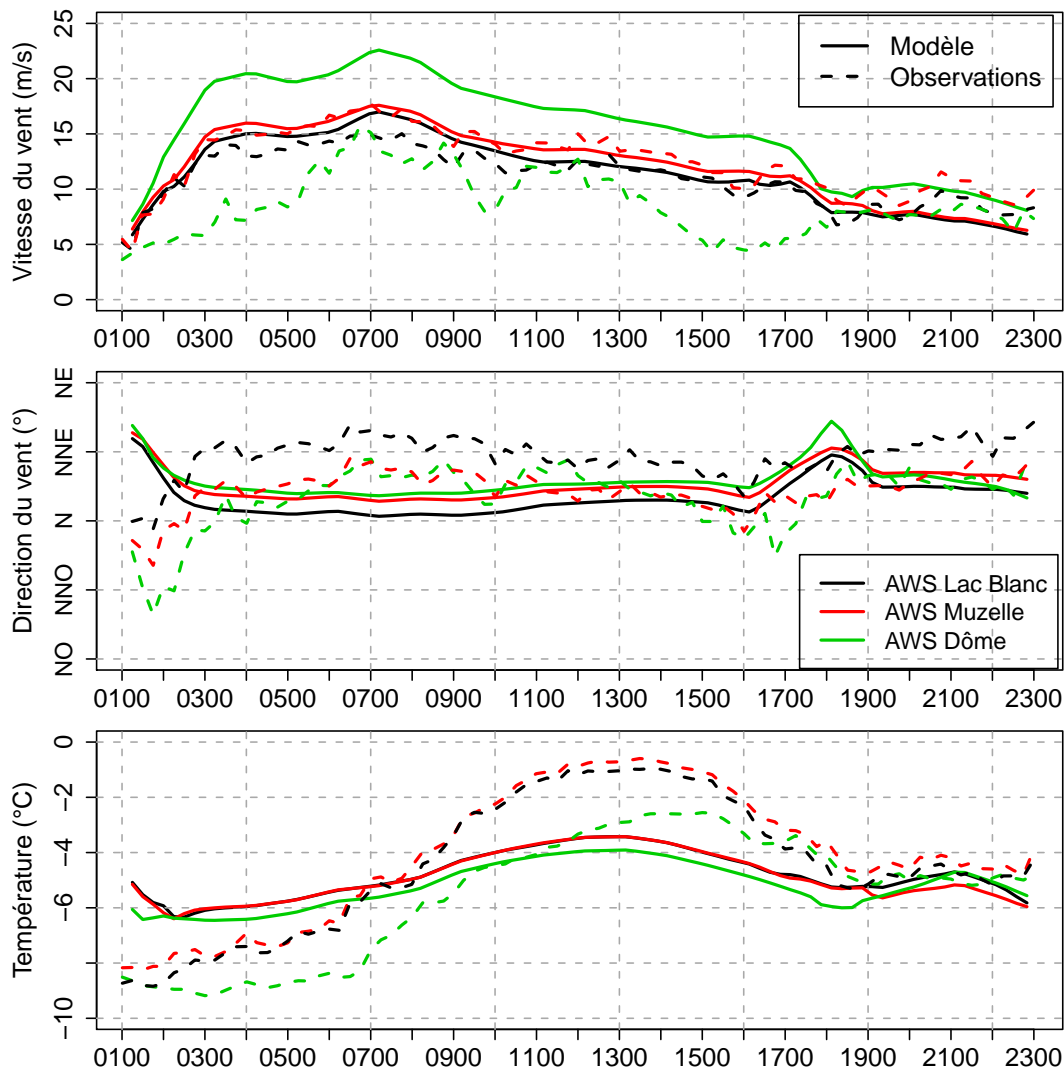 Vitesse du vent (m/s)
25
20
15
10
5
0
Modèle
Observations
0100 0300 0500 0700 0900 1100 1300 1500 1700 1900 2100 2300
Direction du vent (°)
NE
NNE
N
NNO
NO
AWS Lac Blanc
AWS Muzelle
AWS Dôme
0100 0300 0500 0700 0900 1100 1300 1500 1700 1900 2100 2300
Température (°C)
0
−2
−4
−6
−10
0100 0300 0500 0700 0900 1100 1300 1500 1700 1900 2100 2300